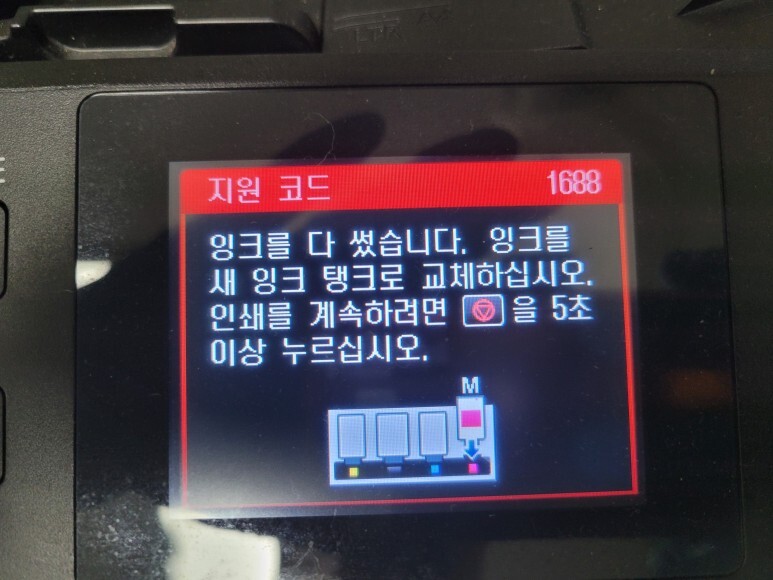 지원 코드 1688
잉크를 다 썼습니다. 잉크를
새 잉크 탱크로 교체하십시오.
인쇄를 계속하려면 을 5초
이상 누르십시오.
M